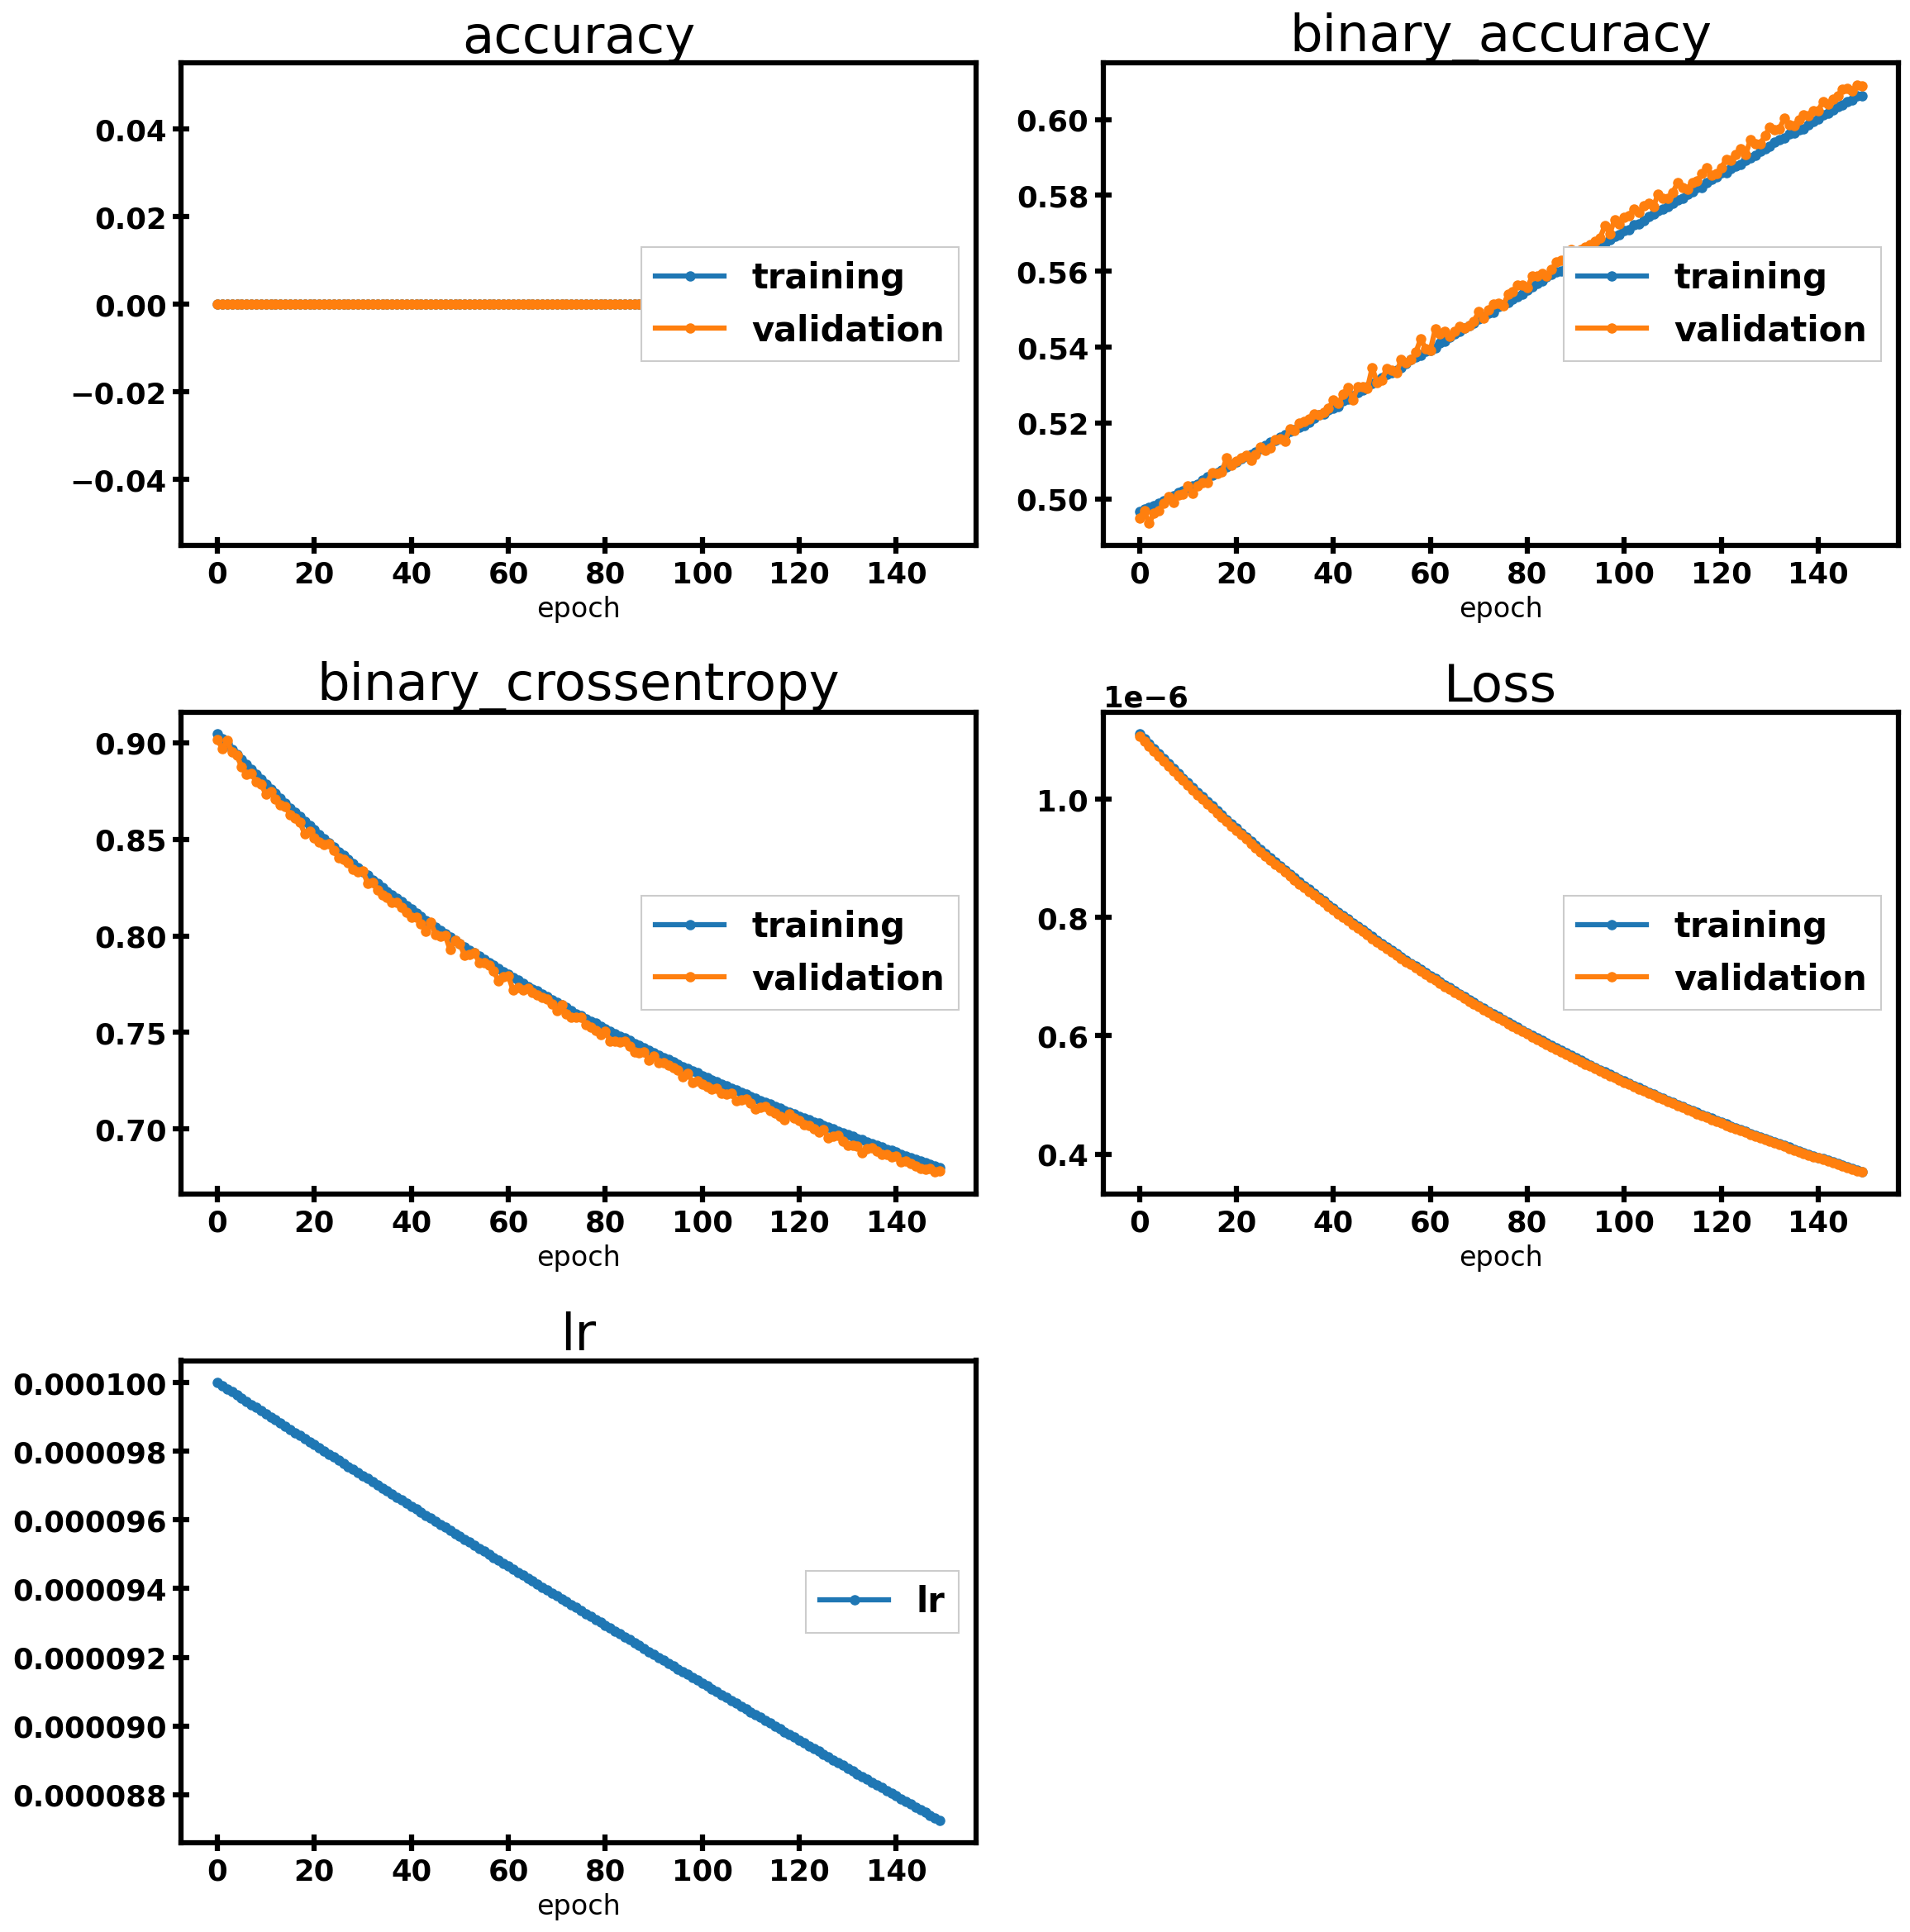 accuracy
0.04
0.02
0.00
−0.02
−0.04
training
validation
0 20 40 60 80 100 120 140
epoch
binary_accuracy
0.60
0.58
0.56
0.54
0.52
0.50
training
validation
0 20 40 60 80 100 120 140
epoch
binary_crossentropy
0.90
0.85
0.80
0.75
0.70
training
validation
0 20 40 60 80 100 120 140
epoch
Loss
1e−6
1.0
0.8
0.6
0.4
training
validation
0 20 40 60 80 100 120 140
epoch
lr
0.000100
0.000098
0.000096
0.000094
0.000092
0.000090
0.000088
lr
0 20 40 60 80 100 120 140
epoch